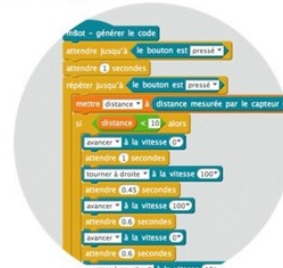 mBot - générer le code
attendre jusqu'à le bouton est pressé
attendre 1 secondes
répéter jusqu'à le bouton est pressé
mettre distance à distance mesurée par le capteur
si distance < 10 alors
avancer à la vitesse 0
attendre 1 secondes
tourner à droite à la vitesse 100
attendre 0.45 secondes
avancer à la vitesse 100
attendre 0.6 secondes
avancer à la vitesse 0
attendre 0.6 secondes